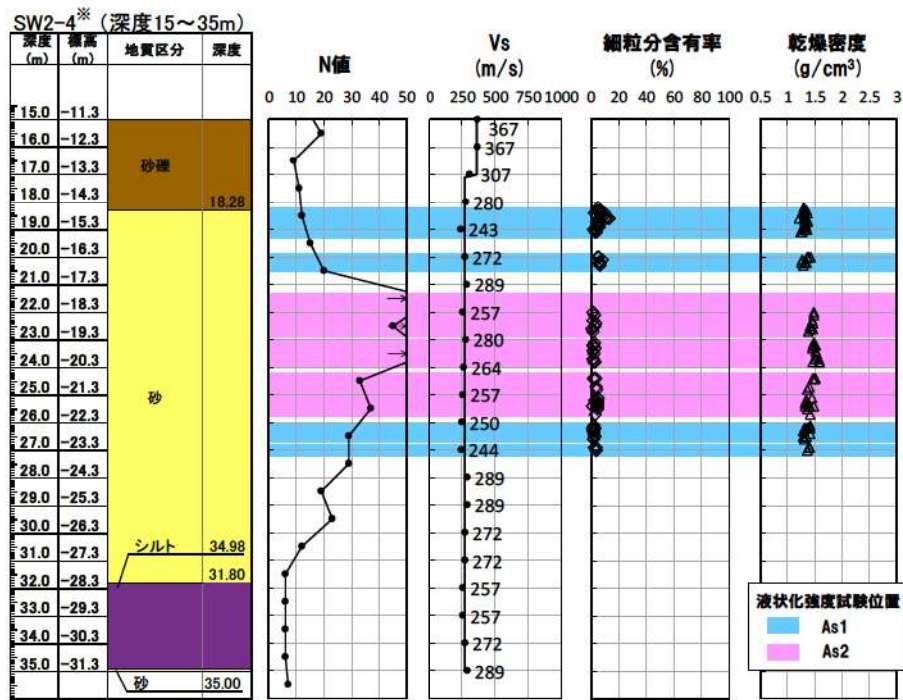 SW2-4※ (深度15～35m)
深度 標高 地質区分 深度
(m) (m)
N値
Vs
(m/s)
細粒分含有率
(%)
乾燥密度
(g/cm³)
0 10 20 30 40 50
0 250 500 750 1000
0 20 40 60 80 100
0.5 1 1.5 2 2.5 3
15.0 -11.3
16.0 -12.3
17.0 -13.3
18.0 -14.3
19.0 -15.3
20.0 -16.3
21.0 -17.3
22.0 -18.3
23.0 -19.3
24.0 -20.3
25.0 -21.3
26.0 -22.3
27.0 -23.3
28.0 -24.3
29.0 -25.3
30.0 -26.3
31.0 -27.3
32.0 -28.3
33.0 -29.3
34.0 -30.3
35.0 -31.3
砂礫
18.28
砂
シルト 34.98
31.80
砂 35.00
367
367
307
280
243
272
289
257
280
264
257
250
244
289
289
272
272
257
257
272
289
液状化強度試験位置
As1
As2